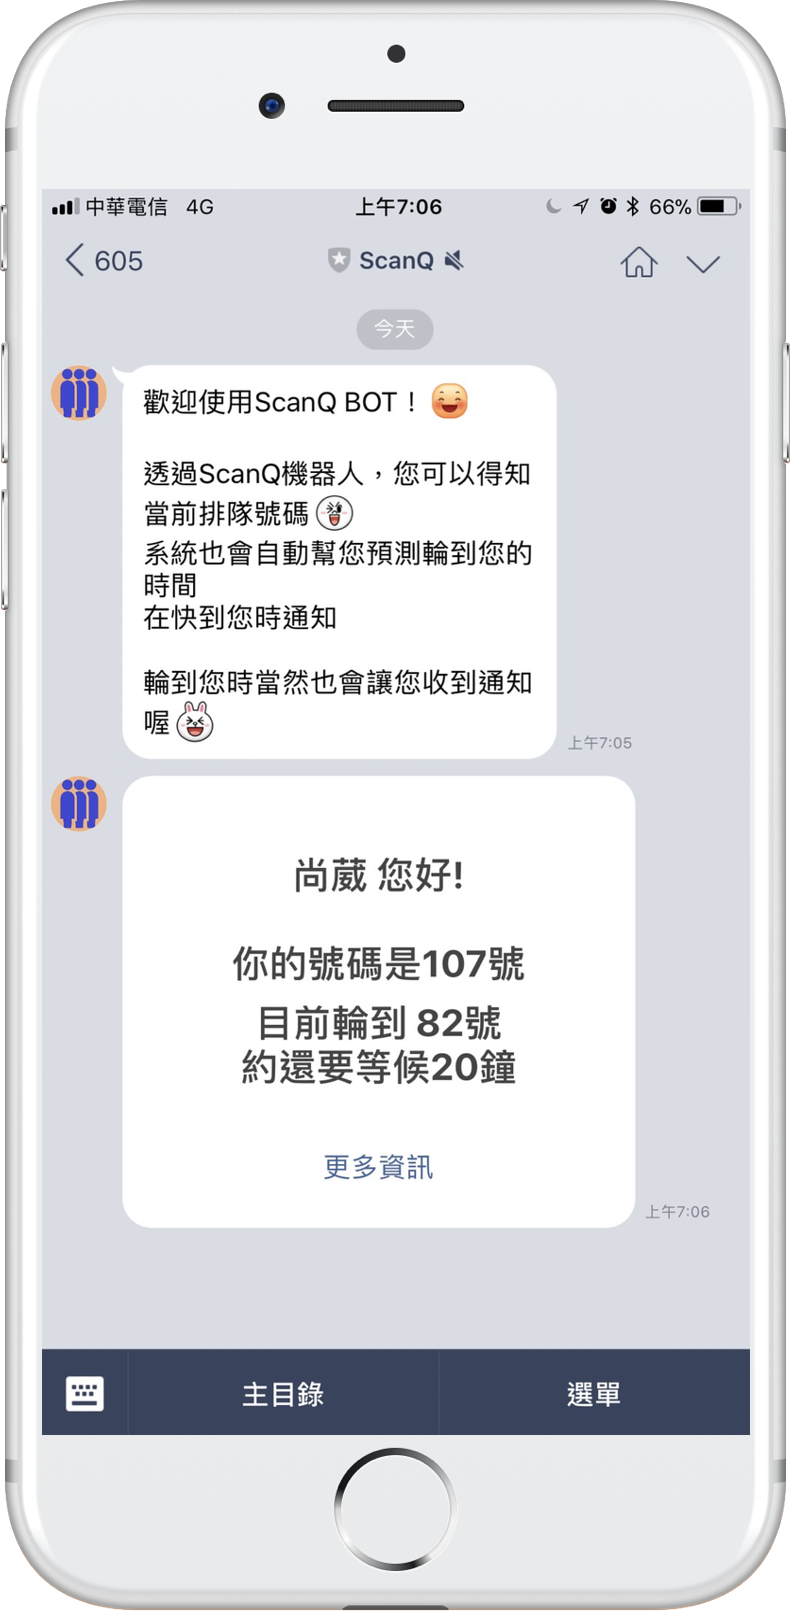 中華電信 4G 上午7:06 66%
605 ScanQ
今天
歡迎使用ScanQ BOT！
透過ScanQ機器人，您可以得知
當前排隊號碼
系統也會自動幫您預測輪到您的
時間
在快到您時通知
輪到您時當然也會讓您收到通知
喔
上午7:05
尚葳 您好!
你的號碼是107號
目前輪到 82號
約還要等候20鐘
更多資訊
上午7:06
主目錄 選單